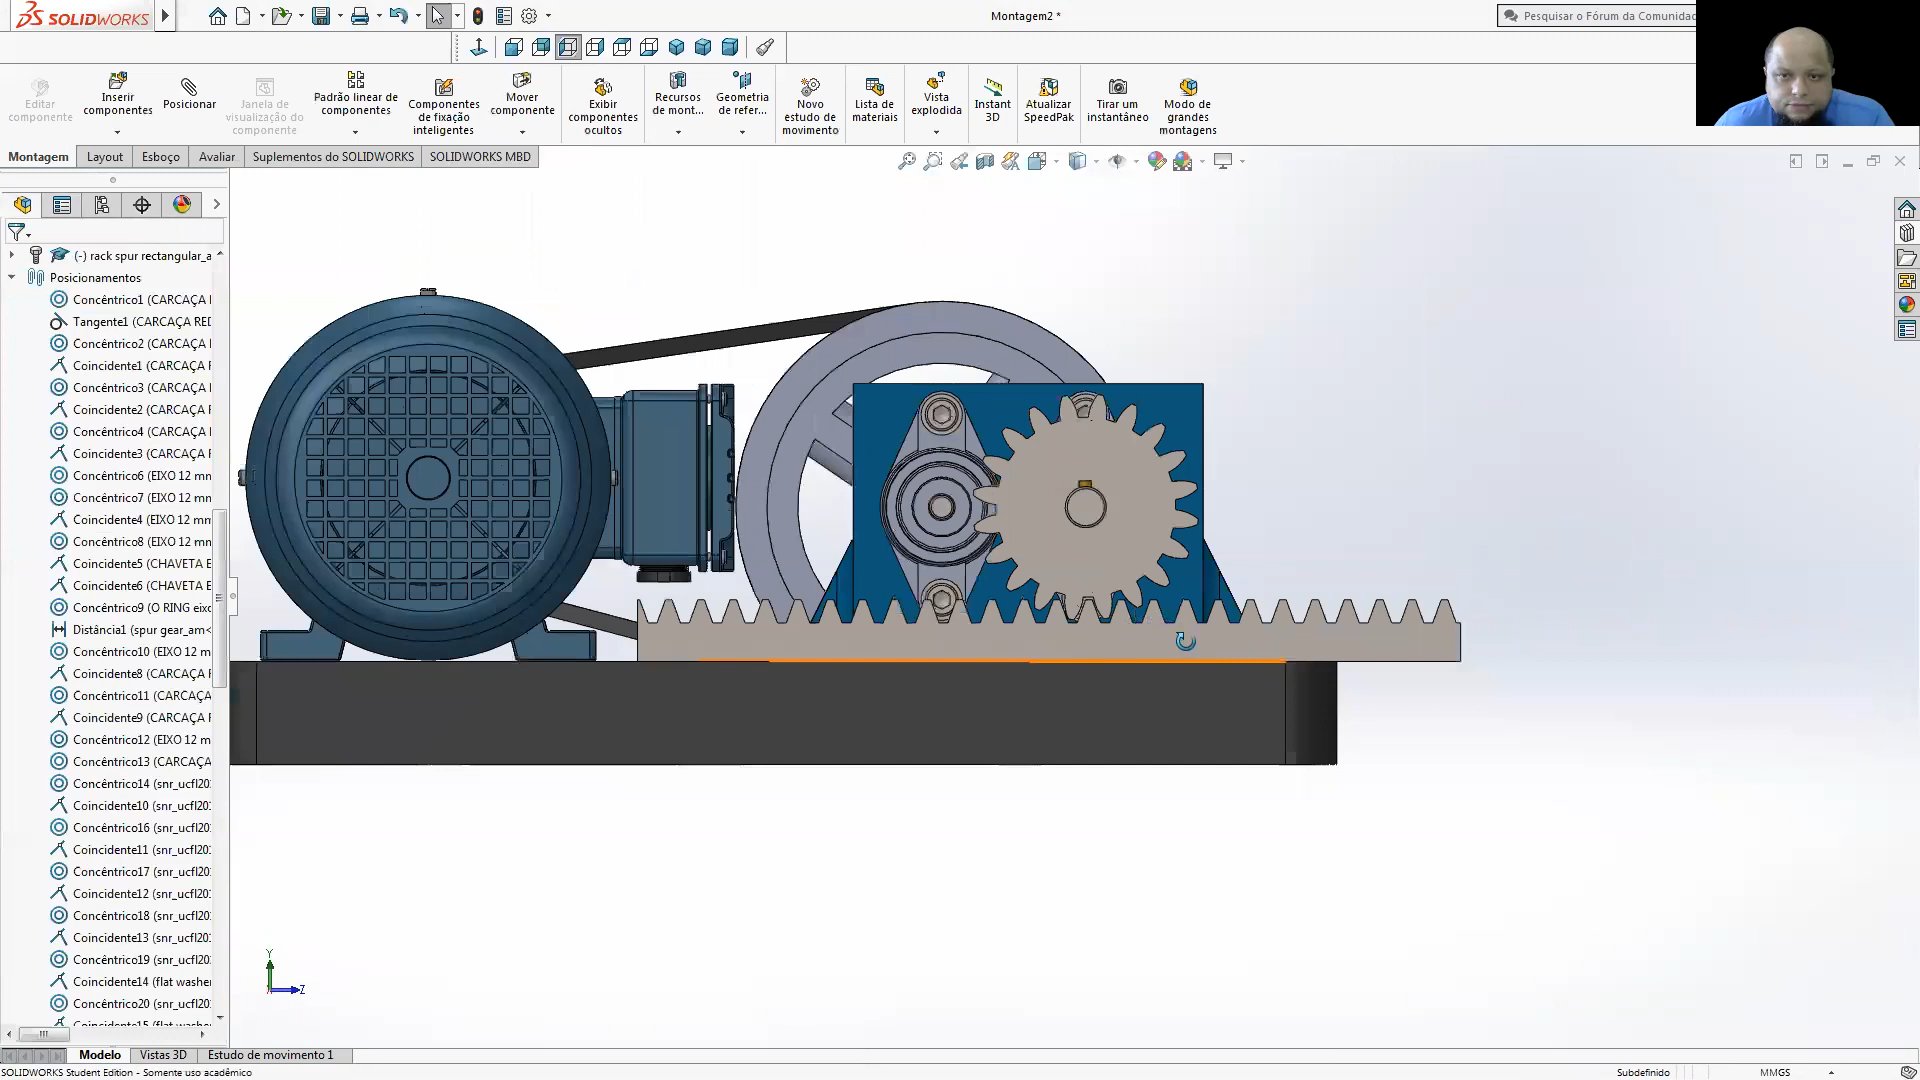 SOLIDWORKS
Montagem2 *
Pesquisar o Fórum da Comunidad
Editar
componente
Inserir
componentes
Posicionar
Janela de
visualização do
componente
Padrão linear de
componentes
Componentes
de fixação
inteligentes
Mover
componente
Exibir
componentes
ocultos
Recursos
de mont...
Geometria
de refer...
Novo
estudo de
movimento
Lista de
materiais
Vista
explodida
Instant
3D
Atualizar
SpeedPak
Tirar um
instantâneo
Modo de
grandes
montagens
Montagem
Layout
Esboço
Avaliar
Suplementos do SOLIDWORKS
SOLIDWORKS MBD
(-) rack spur rectangular_a
Posicionamentos
Concêntrico1 (CARCAÇA
Tangente1 (CARCAÇA RED
Concêntrico2 (CARCAÇA
Coincidente1 (CARCAÇA
Concêntrico3 (CARCAÇA
Coincidente2 (CARCAÇA
Concêntrico4 (CARCAÇA
Coincidente3 (CARCAÇA
Concêntrico6 (EIXO 12 mm
Concêntrico7 (EIXO 12 mm
Coincidente4 (EIXO 12 mm
Concêntrico8 (EIXO 12 mm
Coincidente5 (CHAVETA E
Coincidente6 (CHAVETA E
Concêntrico9 (O RING eixo
Distância1 (spur gear_am<
Concêntrico10 (EIXO 12 m
Coincidente8 (CARCAÇA
Concêntrico11 (CARCAÇA
Coincidente9 (CARCAÇA
Concêntrico12 (EIXO 12 m
Concêntrico13 (CARCAÇA
Concêntrico14 (snr_ucfl20
Coincidente10 (snr_ucfl20
Concêntrico16 (snr_ucfl20
Coincidente11 (snr_ucfl20
Concêntrico17 (snr_ucfl20
Coincidente12 (snr_ucfl20
Concêntrico18 (snr_ucfl20
Coincidente13 (snr_ucfl20
Concêntrico19 (snr_ucfl20
Coincidente14 (flat washe
Concêntrico20 (snr_ucfl20
Coincidente15 (flat washe
Y
Z
Modelo
Vistas 3D
Estudo de movimento 1
SOLIDWORKS Student Edition - Somente uso acadêmico
Subdefinido
MMGS